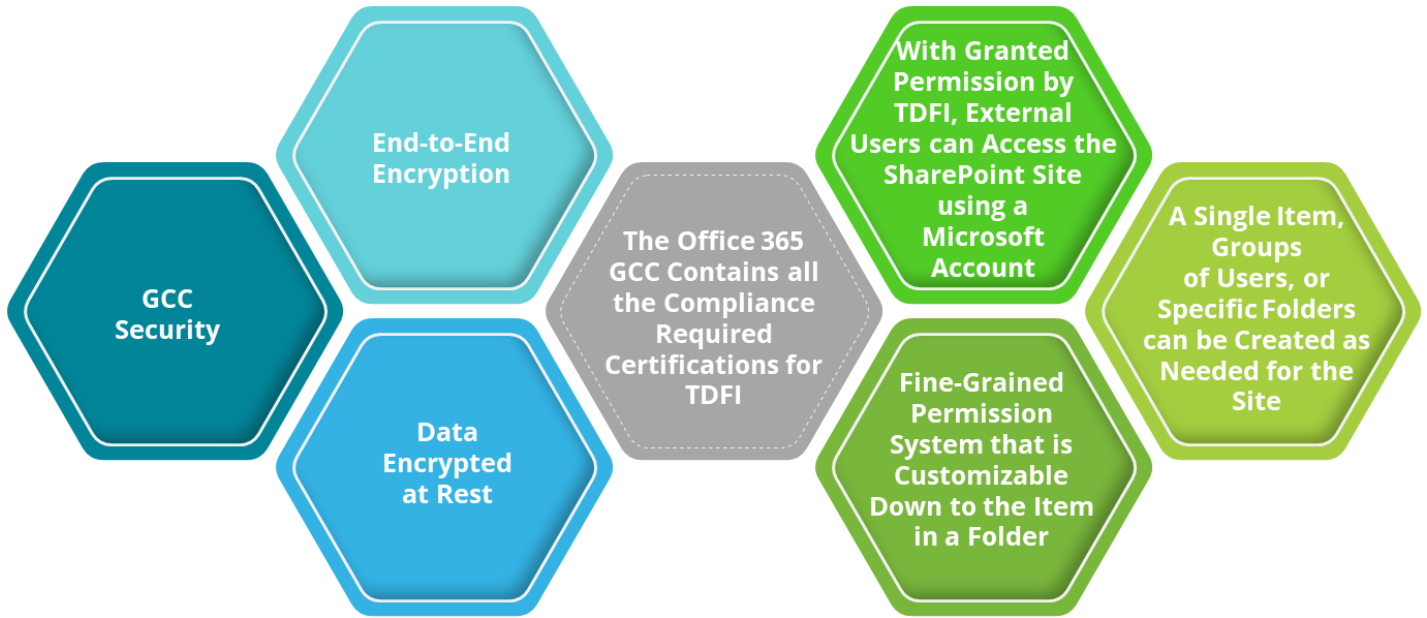 GCC
Security
End-to-End
Encryption
Data
Encrypted
at Rest
The Office 365
GCC Contains all
the Compliance
Required
Certifications for
TDFI
With Granted
Permission by
TDFI, External
Users can Access the
SharePoint Site
using a
Microsoft
Account
Fine-Grained
Permission
System that is
Customizable
Down to the Item
in a Folder
A Single Item,
Groups
of Users, or
Specific Folders
can be Created as
Needed for the
Site